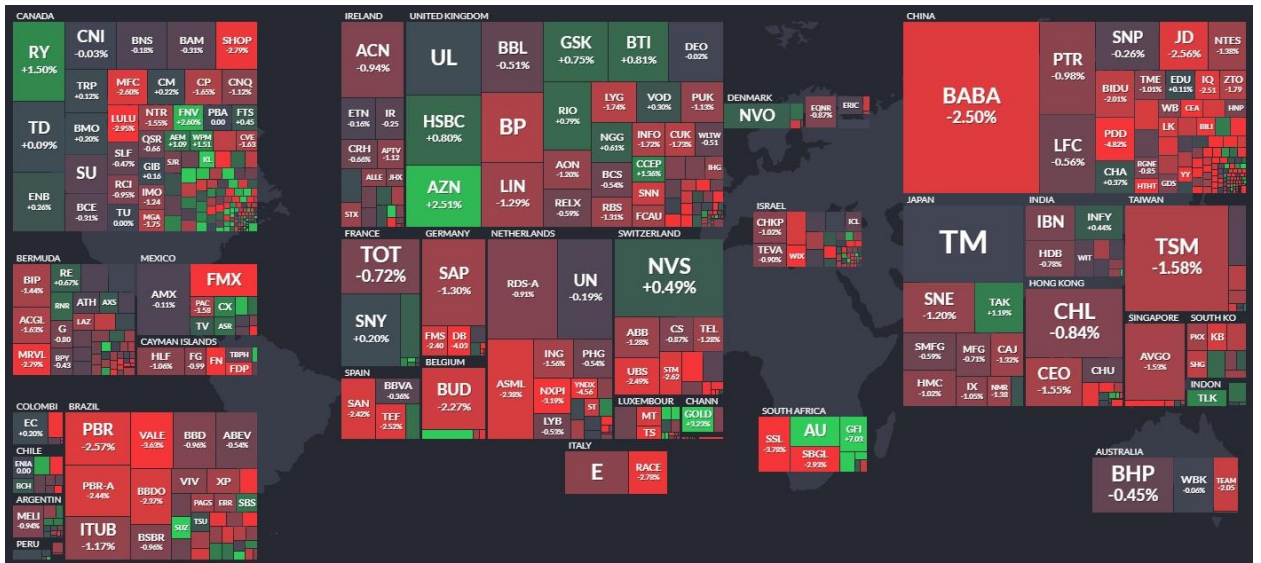 CANADA
RY
+1.50%
CNI
-0.03%
BNS
-0.18%
BAM
-0.31%
SHOP
-2.79%
TRP
+0.12%
MFC
-2.60%
CM
+0.22%
CP
-1.65%
CNQ
-1.12%
TD
+0.09%
BMO
+0.20%
LULU
-2.95%
NTR
-1.55%
FNV
+2.60%
PBA
0.00
FTS
+0.45
QSR
-0.66
AEM
+1.09
WPM
+1.51
CVE
-1.63
SU
SLF
-0.47%
GIB
+0.16
SJR
KL
ENB
+0.26%
BCE
-0.31%
RCI
-0.95%
IMO
-1.24
TU
0.00%
MGA
-1.75
BERMUDA
BIP
-1.44%
RE
+0.67%
RNR
ATH
AXS
ACGL
-1.63%
G
-0.00
LAZ
MRVL
-2.79%
BPY
-0.43
MEXICO
AMX
-0.11%
FMX
PAC
-1.58
CX
TV
ASR
CAYMAN ISLANDS
HLF
-1.06%
FG
-0.99
FN
TBPH
FDP
COLOMBI
EC
+0.20%
CHILE
ENIA
0.00
BCH
ARGENTIN
MELI
-0.94%
PERU
BRAZIL
PBR
-2.57%
VALE
-3.63%
BBD
-0.96%
ABEV
-0.54%
PBR-A
-2.44%
BBDO
-2.37%
VIV
XP
PAGS
ERR
SBS
ITUB
-1.17%
BSBR
-0.96%
SUZ
TSU
IRELAND
ACN
-0.94%
ETN
-0.16%
IR
-0.25
CRH
-0.66%
APTV
-1.12
ALLE
JHX
STX
UNITED KINGDOM
UL
BBL
-0.51%
GSK
+0.75%
BTI
+0.81%
DEO
-0.02%
HSBC
+0.80%
BP
RIO
+0.79%
LYG
-1.74%
VOD
+0.30%
PUK
-1.13%
NGG
+0.61%
INFO
-1.72%
CUK
-1.73%
WLTW
-0.51
AZN
+2.51%
LIN
-1.29%
AON
-1.20%
BCS
-0.54%
CCEP
+1.36%
IHG
RELX
-0.59%
RBS
-1.31%
SNN
FCAU
FRANCE
TOT
-0.72%
SNY
+0.20%
GERMANY
SAP
-1.30%
FMS
-2.40
DB
-4.03
BELGIUM
BUD
-2.27%
SPAIN
SAN
-2.42%
BBVA
-0.36%
TEF
-2.52%
NETHERLANDS
RDS-A
-0.91%
UN
-0.19%
ASML
-2.38%
ING
-1.56%
PHG
-0.54%
NXPI
-3.19%
YNDX
-4.56
ST
LYB
-0.53%
SWITZERLAND
NVS
+0.49%
ABB
-1.28%
CS
-0.87%
TEL
-1.28%
UBS
-2.49%
STM
-2.62
LUXEMBOUR
MT
TS
CHANN
GOLD
+3.23%
ITALY
E
RACE
-2.78%
DENMARK
NVO
EQNR
-0.87%
ERIC
ISRAEL
CHKP
-1.02%
ICL
TEVA
-0.90%
WIX
SOUTH AFRICA
SSL
-3.78%
AU
GFI
+7.03
SBGL
-2.93%
CHINA
BABA
-2.50%
PTR
-0.98%
LFC
-0.56%
SNP
-0.26%
JD
-2.56%
NTES
-1.38%
BIDU
-2.01%
TME
-1.01%
EDU
+0.11%
IQ
-2.51
ZTO
-1.79
WB
CEA
HNP
PDD
-4.82%
LK
BILI
CHA
+0.37%
BGNE
-0.85
YY
HTHT
GDS
JAPAN
TM
SNE
-1.20%
TAK
+1.19%
SMFG
-0.59%
MFG
-0.71%
CAJ
-1.32%
HMC
-1.02%
IX
-1.05%
NMR
-1.38
INDIA
IBN
INFY
+0.44%
HDB
-0.78%
WIT
HONG KONG
CHL
-0.84%
CEO
-1.55%
CHU
TAIWAN
TSM
-1.58%
SINGAPORE
AVGO
-1.53%
SOUTH KO
PKX
KB
SHG
INDON
TLK
AUSTRALIA
BHP
-0.45%
WBK
-0.06%
TEAM
-2.05